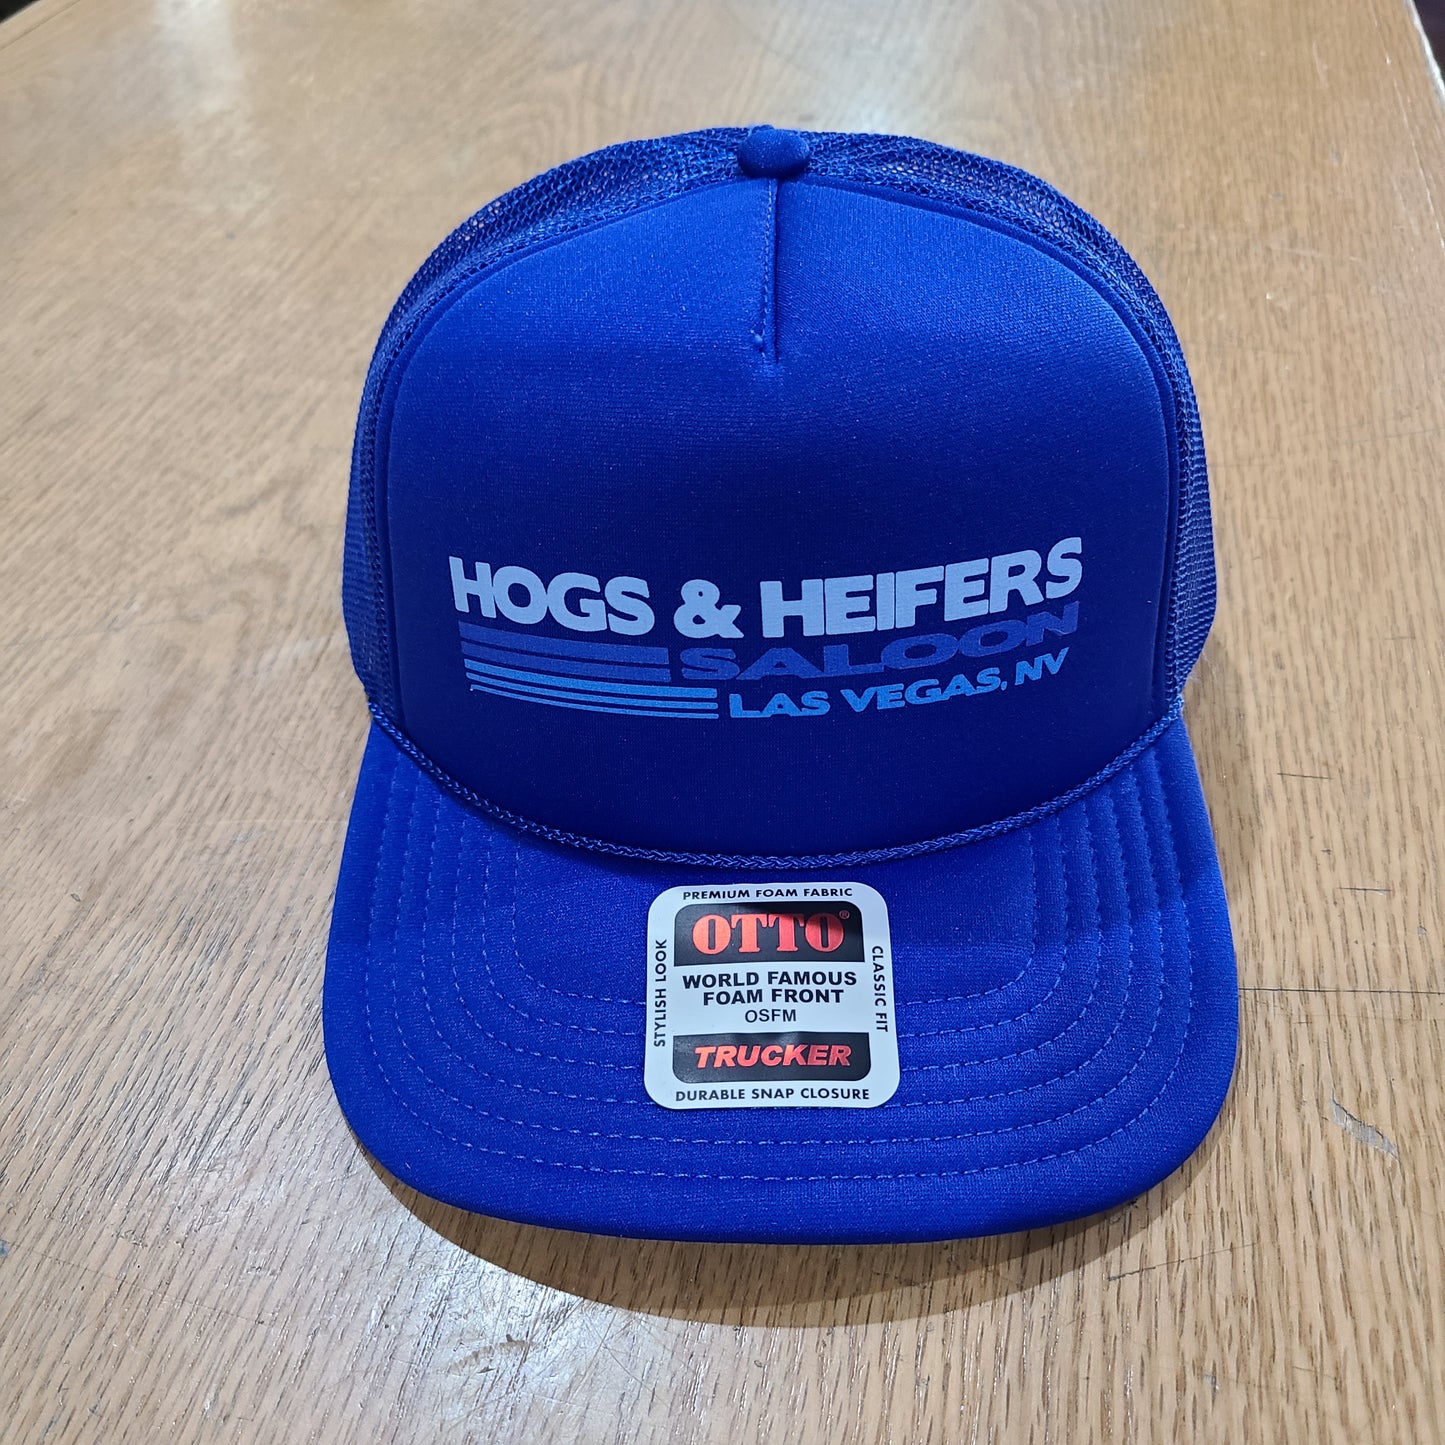 HOGS & HEIFERS
SALOON
LAS VEGAS, NV
PREMIUM FOAM FABRIC
OTTO®
STYLISH LOOK
WORLD FAMOUS
FOAM FRONT
OSFM
CLASSIC FIT
TRUCKER
DURABLE SNAP CLOSURE